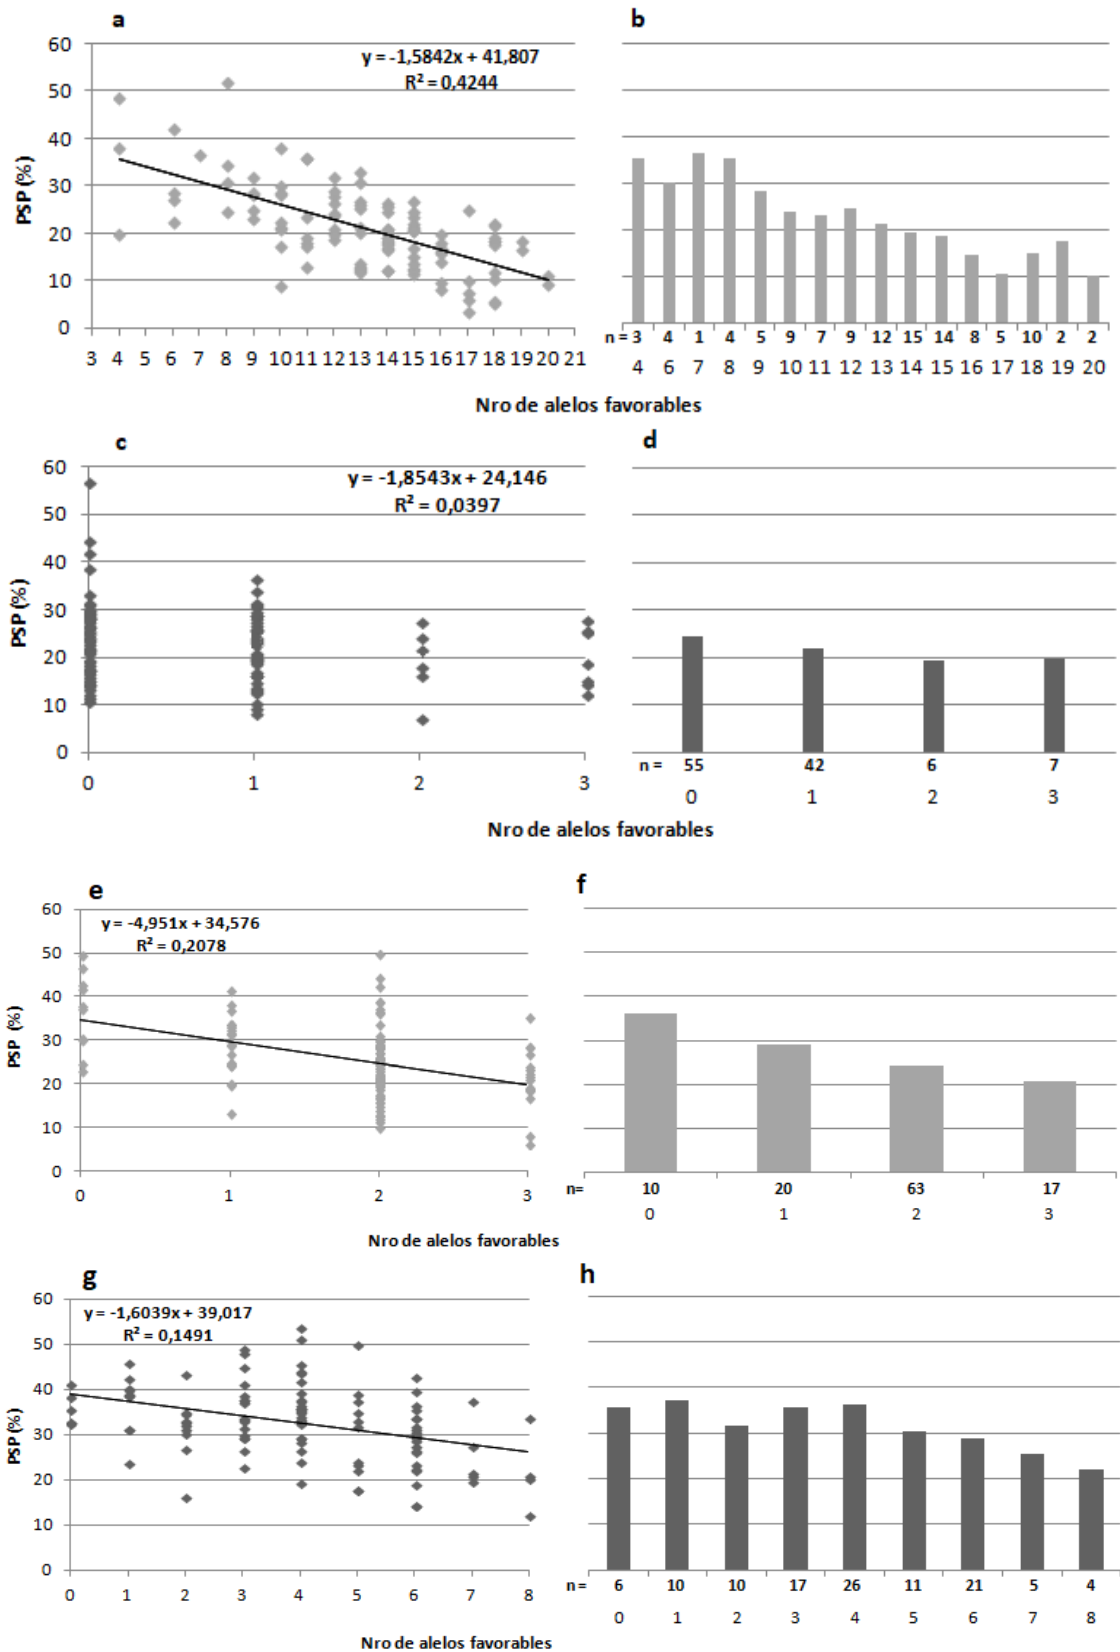 a
b
y = -1,5842x + 41,807
R² = 0,4244
PSP (%)
60
50
40
30
20
10
0
3 4 5 6 7 8 9 10 11 12 13 14 15 16 17 18 19 20 21
n = 3 4 1 4 5 9 7 9 12 15 14 8 5 10 2 2
4 6 7 8 9 10 11 12 13 14 15 16 17 18 19 20
Nro de alelos favorables
c
d
y = -1,8543x + 24,146
R² = 0,0397
PSP (%)
60
50
40
30
20
10
0
0 1 2 3
n = 55 42 6 7
0 1 2 3
Nro de alelos favorables
e
f
y = -4,951x + 34,576
R² = 0,2078
PSP (%)
60
50
40
30
20
10
0
0 1 2 3
n= 10 20 63 17
0 1 2 3
Nro de alelos favorables
g
h
y = -1,6039x + 39,017
R² = 0,1491
PSP (%)
60
50
40
30
20
10
0
0 1 2 3 4 5 6 7 8
n = 6 10 10 17 26 11 21 5 4
0 1 2 3 4 5 6 7 8
Nro de alelos favorables